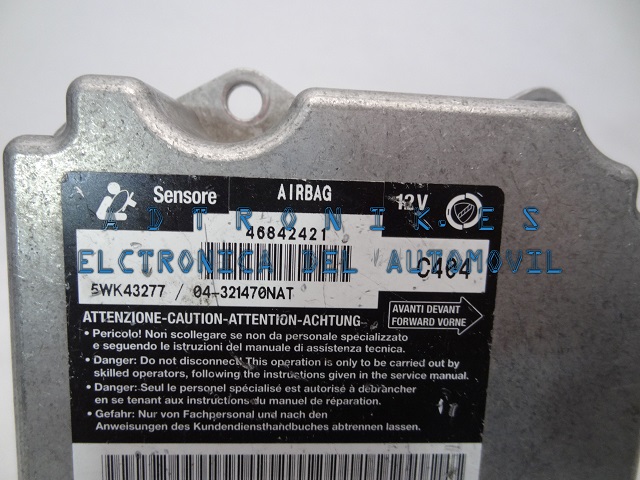 Sensore AIRBAG 12V
ADTRONIK.ES
46842421
ELCTRONICA DEL AUTOMOVIL
C404
5WK43277 / 04-321470NAT
AVANTI DEVANT
FORWARD VORNE
ATTENZIONE-CAUTION-ATTENTION-ACHTUNG
• Pericolo! Non scollegare se non da personale specializzato
e seguendo le istruzioni del manuale di assistenza tecnica.
• Danger: Do not disconnect! This operation is only to be carried out by
skilled operators, following the instructions given in the service manual.
• Danger: Seul le personel spécialisé est autorisé à débrancher
en se tenant aux instructions du manuel de réparation.
• Gefahr: Nur von Fachpersonal und nach den
Anweisungen des Kundendiensthandbuches abtrennen lassen.